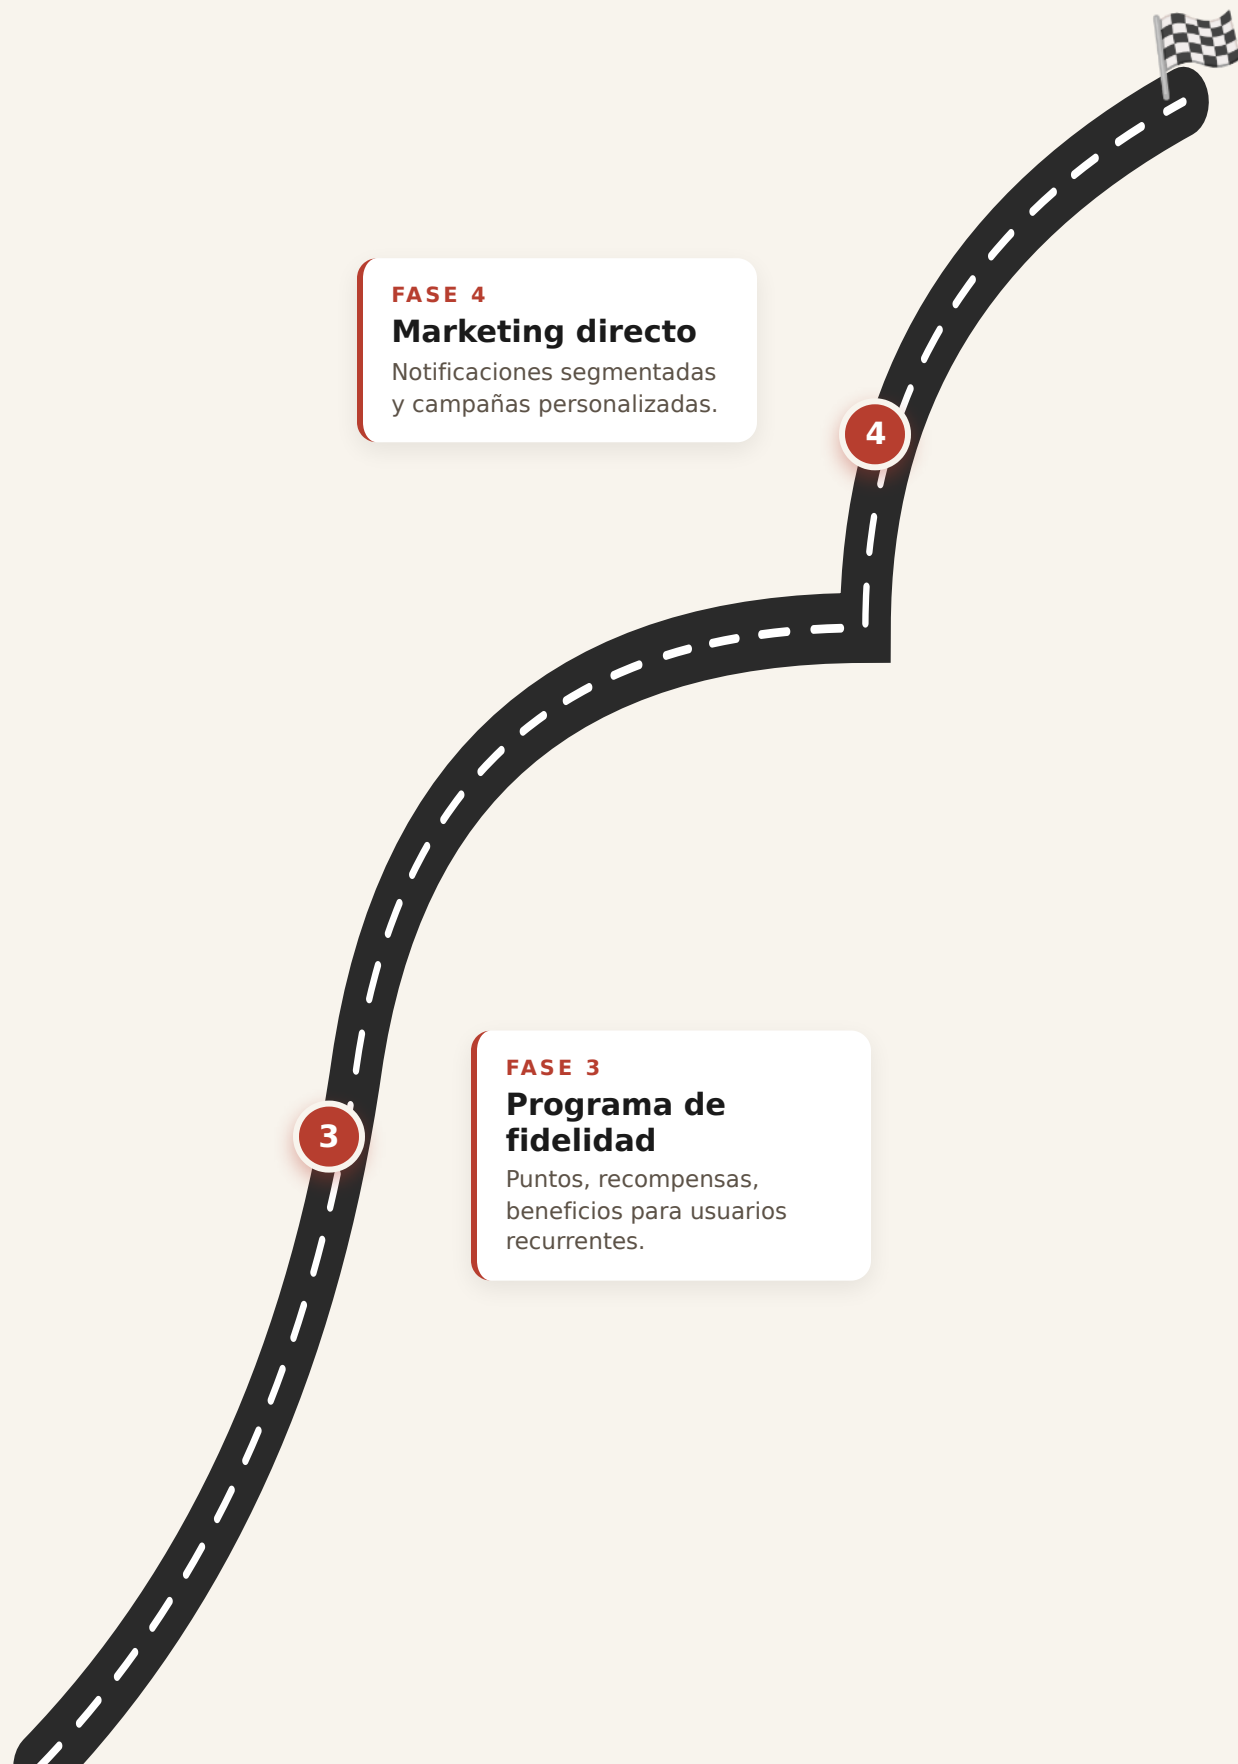 FASE 4
Marketing directo
Notificaciones segmentadas
y campañas personalizadas.
4
FASE 3
Programa de
fidelidad
Puntos, recompensas,
beneficios para usuarios
recurrentes.
3